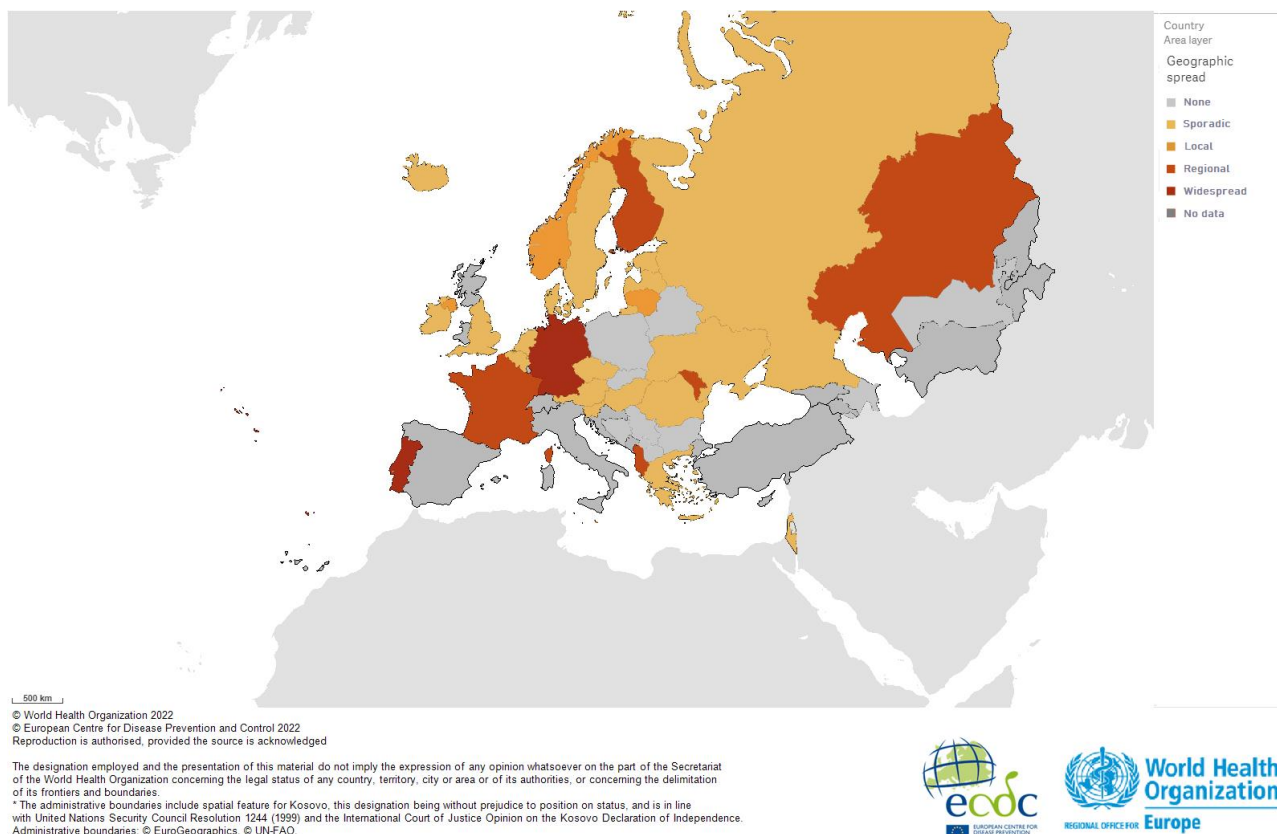 Country
Area layer
Geographic
spread
None
Sporadic
Local
Regional
Widespread
No data
500 km
© World Health Organization 2022
© European Centre for Disease Prevention and Control 2022
Reproduction is authorised, provided the source is acknowledged
The designation employed and the presentation of this material do not imply the expression of any opinion whatsoever on the part of the Secretariat
of the World Health Organization concerning the legal status of any country, territory, city or area or of its authorities, or concerning the delimitation
of its frontiers and boundaries.
* The administrative boundaries include spatial feature for Kosovo, this designation being without prejudice to position on status, and is in line
with United Nations Security Council Resolution 1244 (1999) and the International Court of Justice Opinion on the Kosovo Declaration of Independence.
Administrative boundaries: © EuroGeographics, © UN-FAO.
ecdc
EUROPEAN CENTRE FOR
DISEASE PREVENTION
World Health
Organization
REGIONAL OFFICE FOR Europe